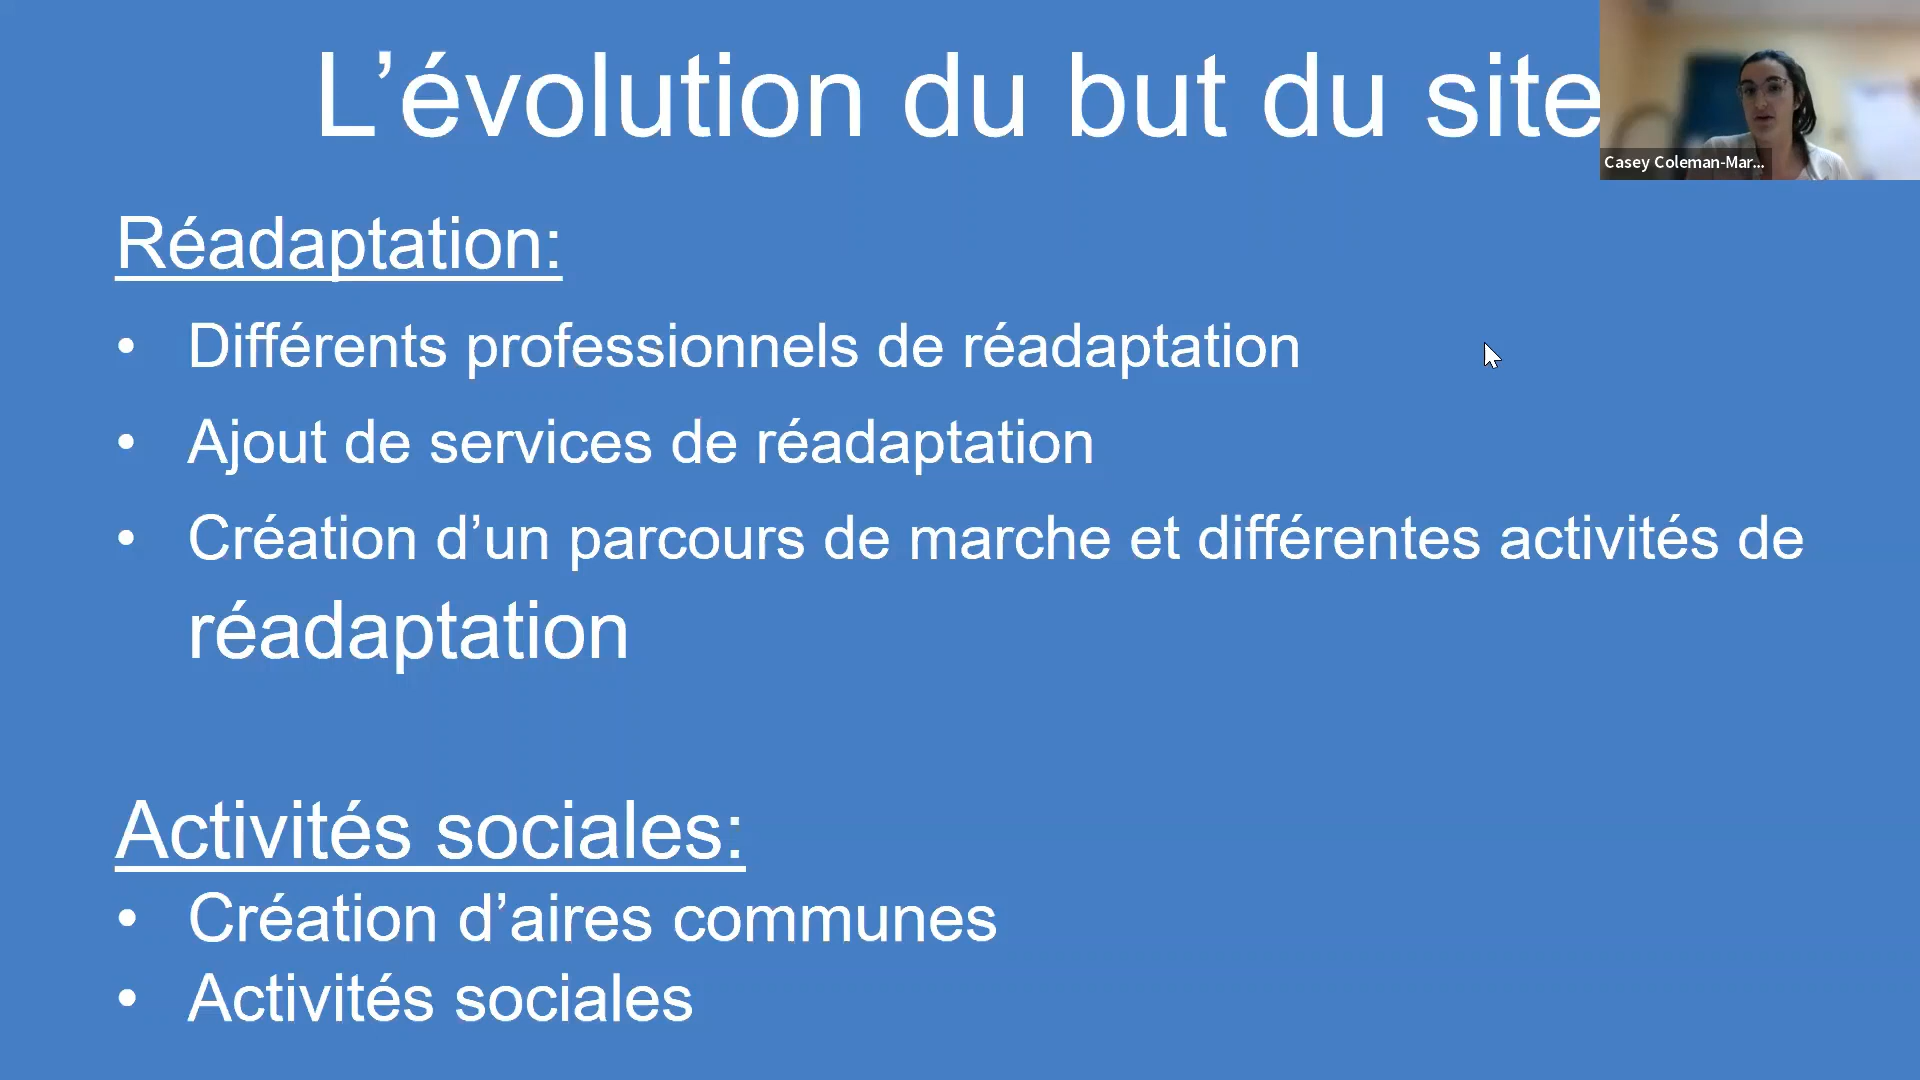 L’évolution du but du site
Casey Coleman-Mar...
Réadaptation:
• Différents professionnels de réadaptation
• Ajout de services de réadaptation
• Création d’un parcours de marche et différentes activités de
réadaptation
Activités sociales:
• Création d’aires communes
• Activités sociales